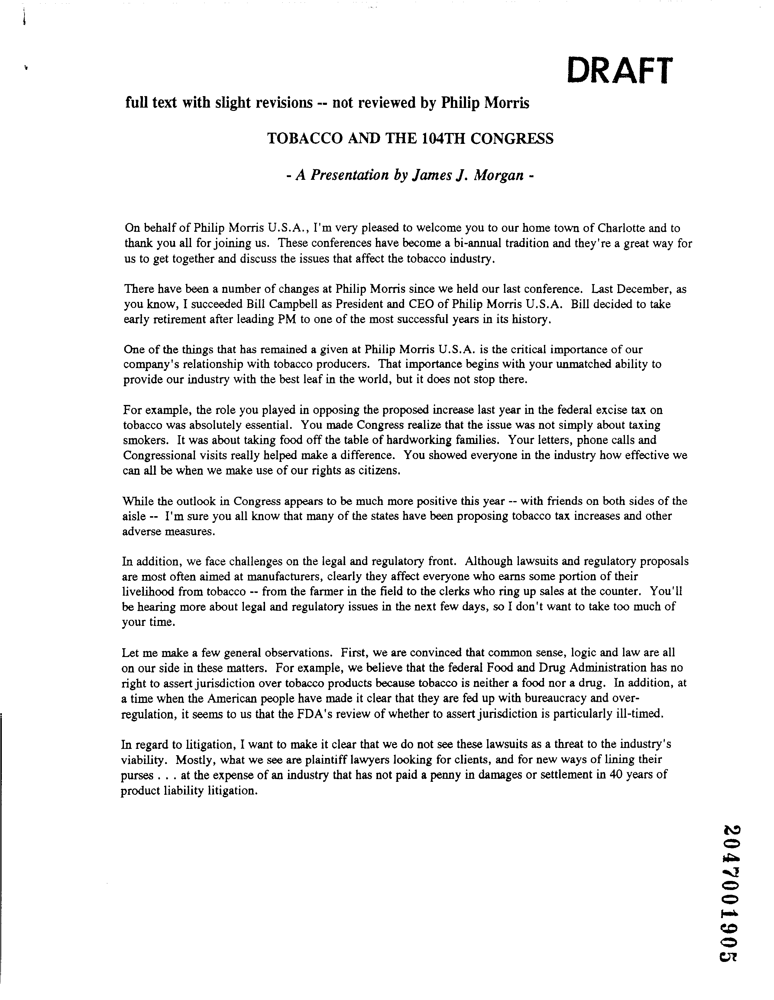 DRAFT
full text with slight revisions -- not reviewed by Philip Morris
TOBACCO AND THE 104TH CONGRESS
- A Presentation by James J. Morgan -
On behalf of Philip Morris U.S.A., I'm very pleased to welcome you to our home town of Charlotte and to
thank you all for joining us. These conferences have become a bi-annual tradition and they're a great way for
us to get together and discuss the issues that affect the tobacco industry.
There have been a number of changes at Philip Morris since we held our last conference. Last December, as
you know, I succeeded Bill Campbell as President and CEO of Philip Morris U.S.A. Bill decided to take
early retirement after leading PM to one of the most successful years in its history.
One of the things that has remained a given at Philip Morris U.S.A. is the critical importance of our
company's relationship with tobacco producers. That importance begins with your unmatched ability to
provide our industry with the best leaf in the world, but it does not stop there.
For example, the role you played in opposing the proposed increase last year in the federal excise tax on
tobacco was absolutely essential. You made Congress realize that the issue was not simply about taxing
smokers. It was about taking food off the table of hardworking families. Your letters, phone calls and
Congressional visits really helped make a difference. You showed everyone in the industry how effective we
can all be when we make use of our rights as citizens.
While the outlook in Congress appears to be much more positive this year -- with friends on both sides of the
aisle -- I'm sure you all know that many of the states have been proposing tobacco tax increases and other
adverse measures.
In addition, we face challenges on the legal and regulatory front. Although lawsuits and regulatory proposals
are most often aimed at manufacturers, clearly they affect everyone who earns some portion of their
livelihood from tobacco -- from the farmer in the field to the clerks who ring up sales at the counter. You'll
be hearing more about legal and regulatory issues in the next few days, so I don't want to take too much of
your time.
Let me make a few general observations. First, we are convinced that common sense, logic and law are all
on our side in these matters. For example, we believe that the federal Food and Drug Administration has no
right to assert jurisdiction over tobacco products because tobacco is neither a food nor a drug. In addition, at
a time when the American people have made it clear that they are fed up with bureaucracy and over-
regulation, it seems to us that the FDA's review of whether to assert jurisdiction is particularly ill-timed.
In regard to litigation, I want to make it clear that we do not see these lawsuits as a threat to the industry's
viability. Mostly, what we see are plaintiff lawyers looking for clients, and for new ways of lining their
purses . . . at the expense of an industry that has not paid a penny in damages or settlement in 40 years of
product liability litigation.
2047001905